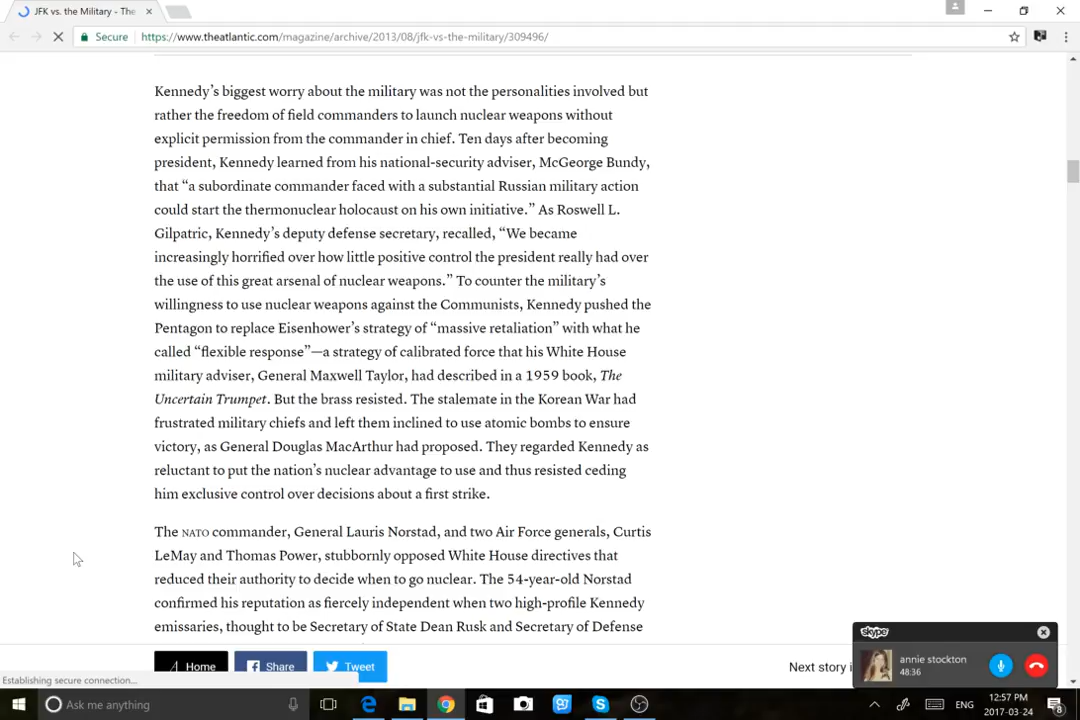 JFK vs. the Military - The
Secure
https://www.theatlantic.com/magazine/archive/2013/08/jfk-vs-the-military/309496/
Kennedy’s biggest worry about the military was not the personalities involved but
rather the freedom of field commanders to launch nuclear weapons without
explicit permission from the commander in chief. Ten days after becoming
president, Kennedy learned from his national-security adviser, McGeorge Bundy,
that “a subordinate commander faced with a substantial Russian military action
could start the thermonuclear holocaust on his own initiative.” As Roswell L.
Gilpatric, Kennedy’s deputy defense secretary, recalled, “We became
increasingly horrified over how little positive control the president really had over
the use of this great arsenal of nuclear weapons.” To counter the military’s
willingness to use nuclear weapons against the Communists, Kennedy pushed the
Pentagon to replace Eisenhower’s strategy of “massive retaliation” with what he
called “flexible response”—a strategy of calibrated force that his White House
military adviser, General Maxwell Taylor, had described in a 1959 book, The
Uncertain Trumpet. But the brass resisted. The stalemate in the Korean War had
frustrated military chiefs and left them inclined to use atomic bombs to ensure
victory, as General Douglas MacArthur had proposed. They regarded Kennedy as
reluctant to put the nation’s nuclear advantage to use and thus resisted ceding
him exclusive control over decisions about a first strike.
The NATO commander, General Lauris Norstad, and two Air Force generals, Curtis
LeMay and Thomas Power, stubbornly opposed White House directives that
reduced their authority to decide when to go nuclear. The 54-year-old Norstad
confirmed his reputation as fiercely independent when two high-profile Kennedy
emissaries, thought to be Secretary of State Dean Rusk and Secretary of Defense
Home
Share
Tweet
Next story i
Establishing secure connection...
skype
annie stockton
48:36
Ask me anything
ENG
12:57 PM
2017-03-24
8